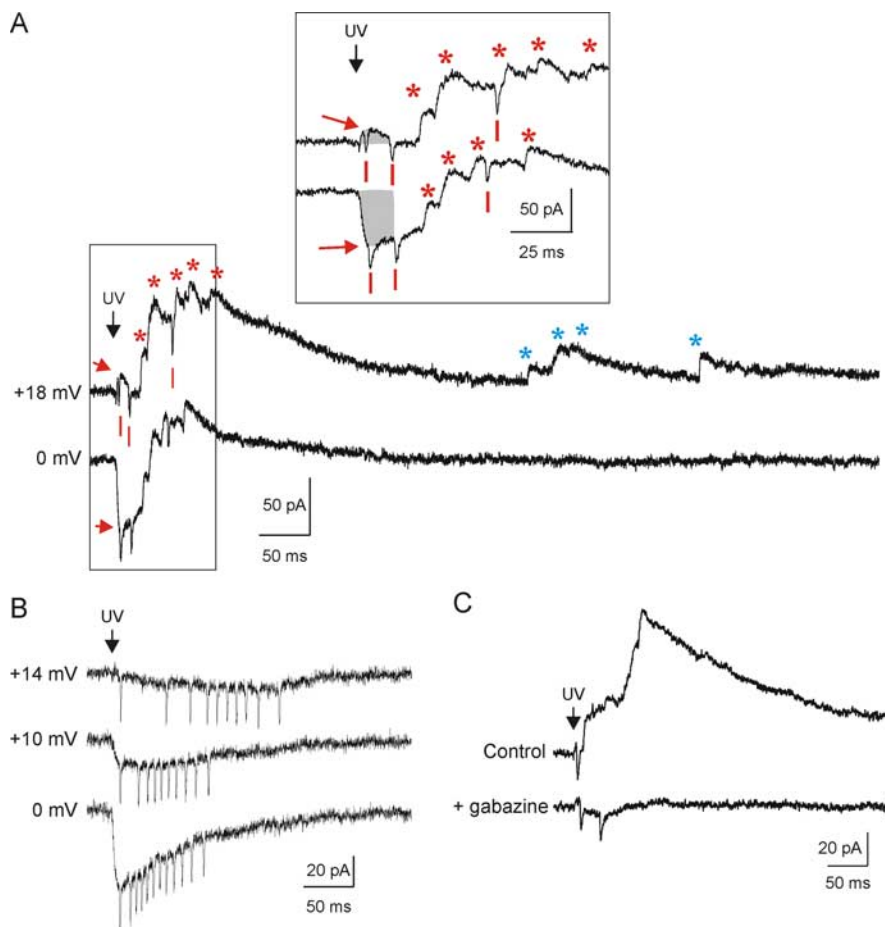 A
UV
50 pA
25 ms
UV
+18 mV
0 mV
50 pA
50 ms
B
UV
+14 mV
+10 mV
0 mV
20 pA
50 ms
C
UV
Control
+ gabazine
20 pA
50 ms